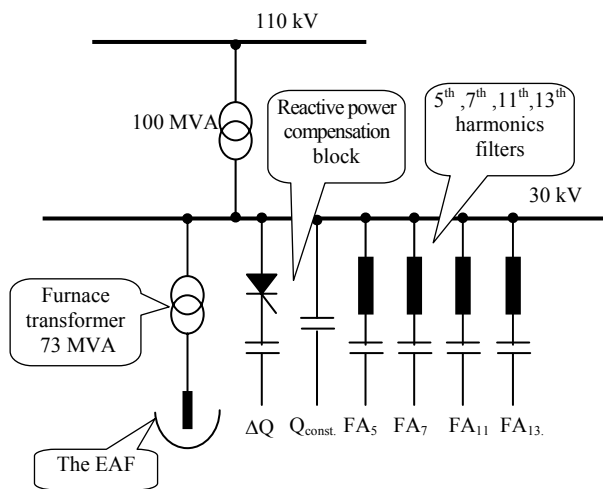 110 kV
100 MVA
Reactive power
compensation
block
5th ,7th ,11th,13th
harmonics
filters
30 kV
Furnace
transformer
73 MVA
The EAF
ΔQ
Qconst.
FA5
FA7
FA11
FA13.